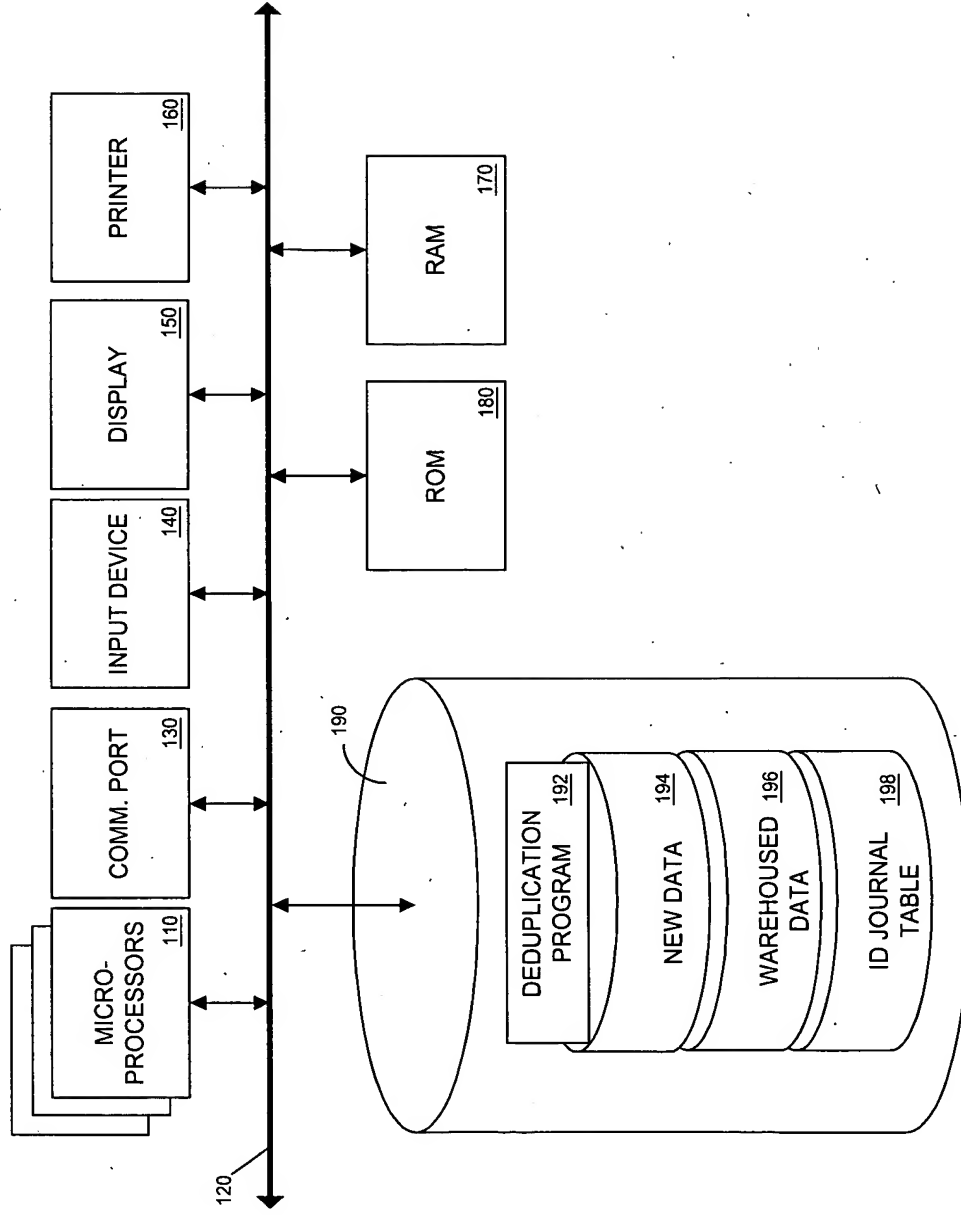 MICRO-
PROCESSORS
110
COMM. PORT
130
INPUT DEVICE
140
DISPLAY
150
PRINTER
160
120
190
ROM
180
RAM
170
DEDUPLICATION
PROGRAM
192
NEW DATA
194
WAREHOUSED
DATA
196
ID JOURNAL
TABLE
198